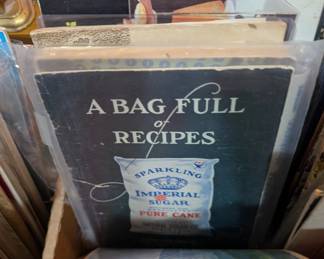 A BAG FULL
of
RECIPES
SPARKLING
IMPERIAL
SUGAR
PURE CANE